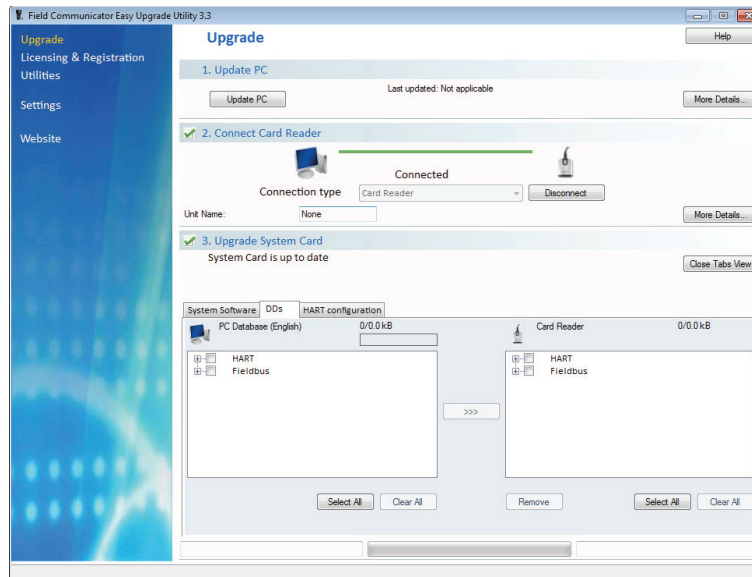 Field Communicator Easy Upgrade Utility 3.3
Upgrade
Licensing & Registration
Utilities
Settings
Website
Upgrade
Help
1. Update PC
Update PC
Last updated: Not applicable
More Details...
2. Connect Card Reader
Connected
Connection type
Card Reader
Disconnect
Unit Name:
None
More Details...
3. Upgrade System Card
System Card is up to date
Close Tabs View
System Software
DDs
HART configuration
PC Database (English)
0/0.0 kB
Card Reader
0/0.0 kB
HART
Fieldbus
>>>
HART
Fieldbus
Select All
Clear All
Remove
Select All
Clear All